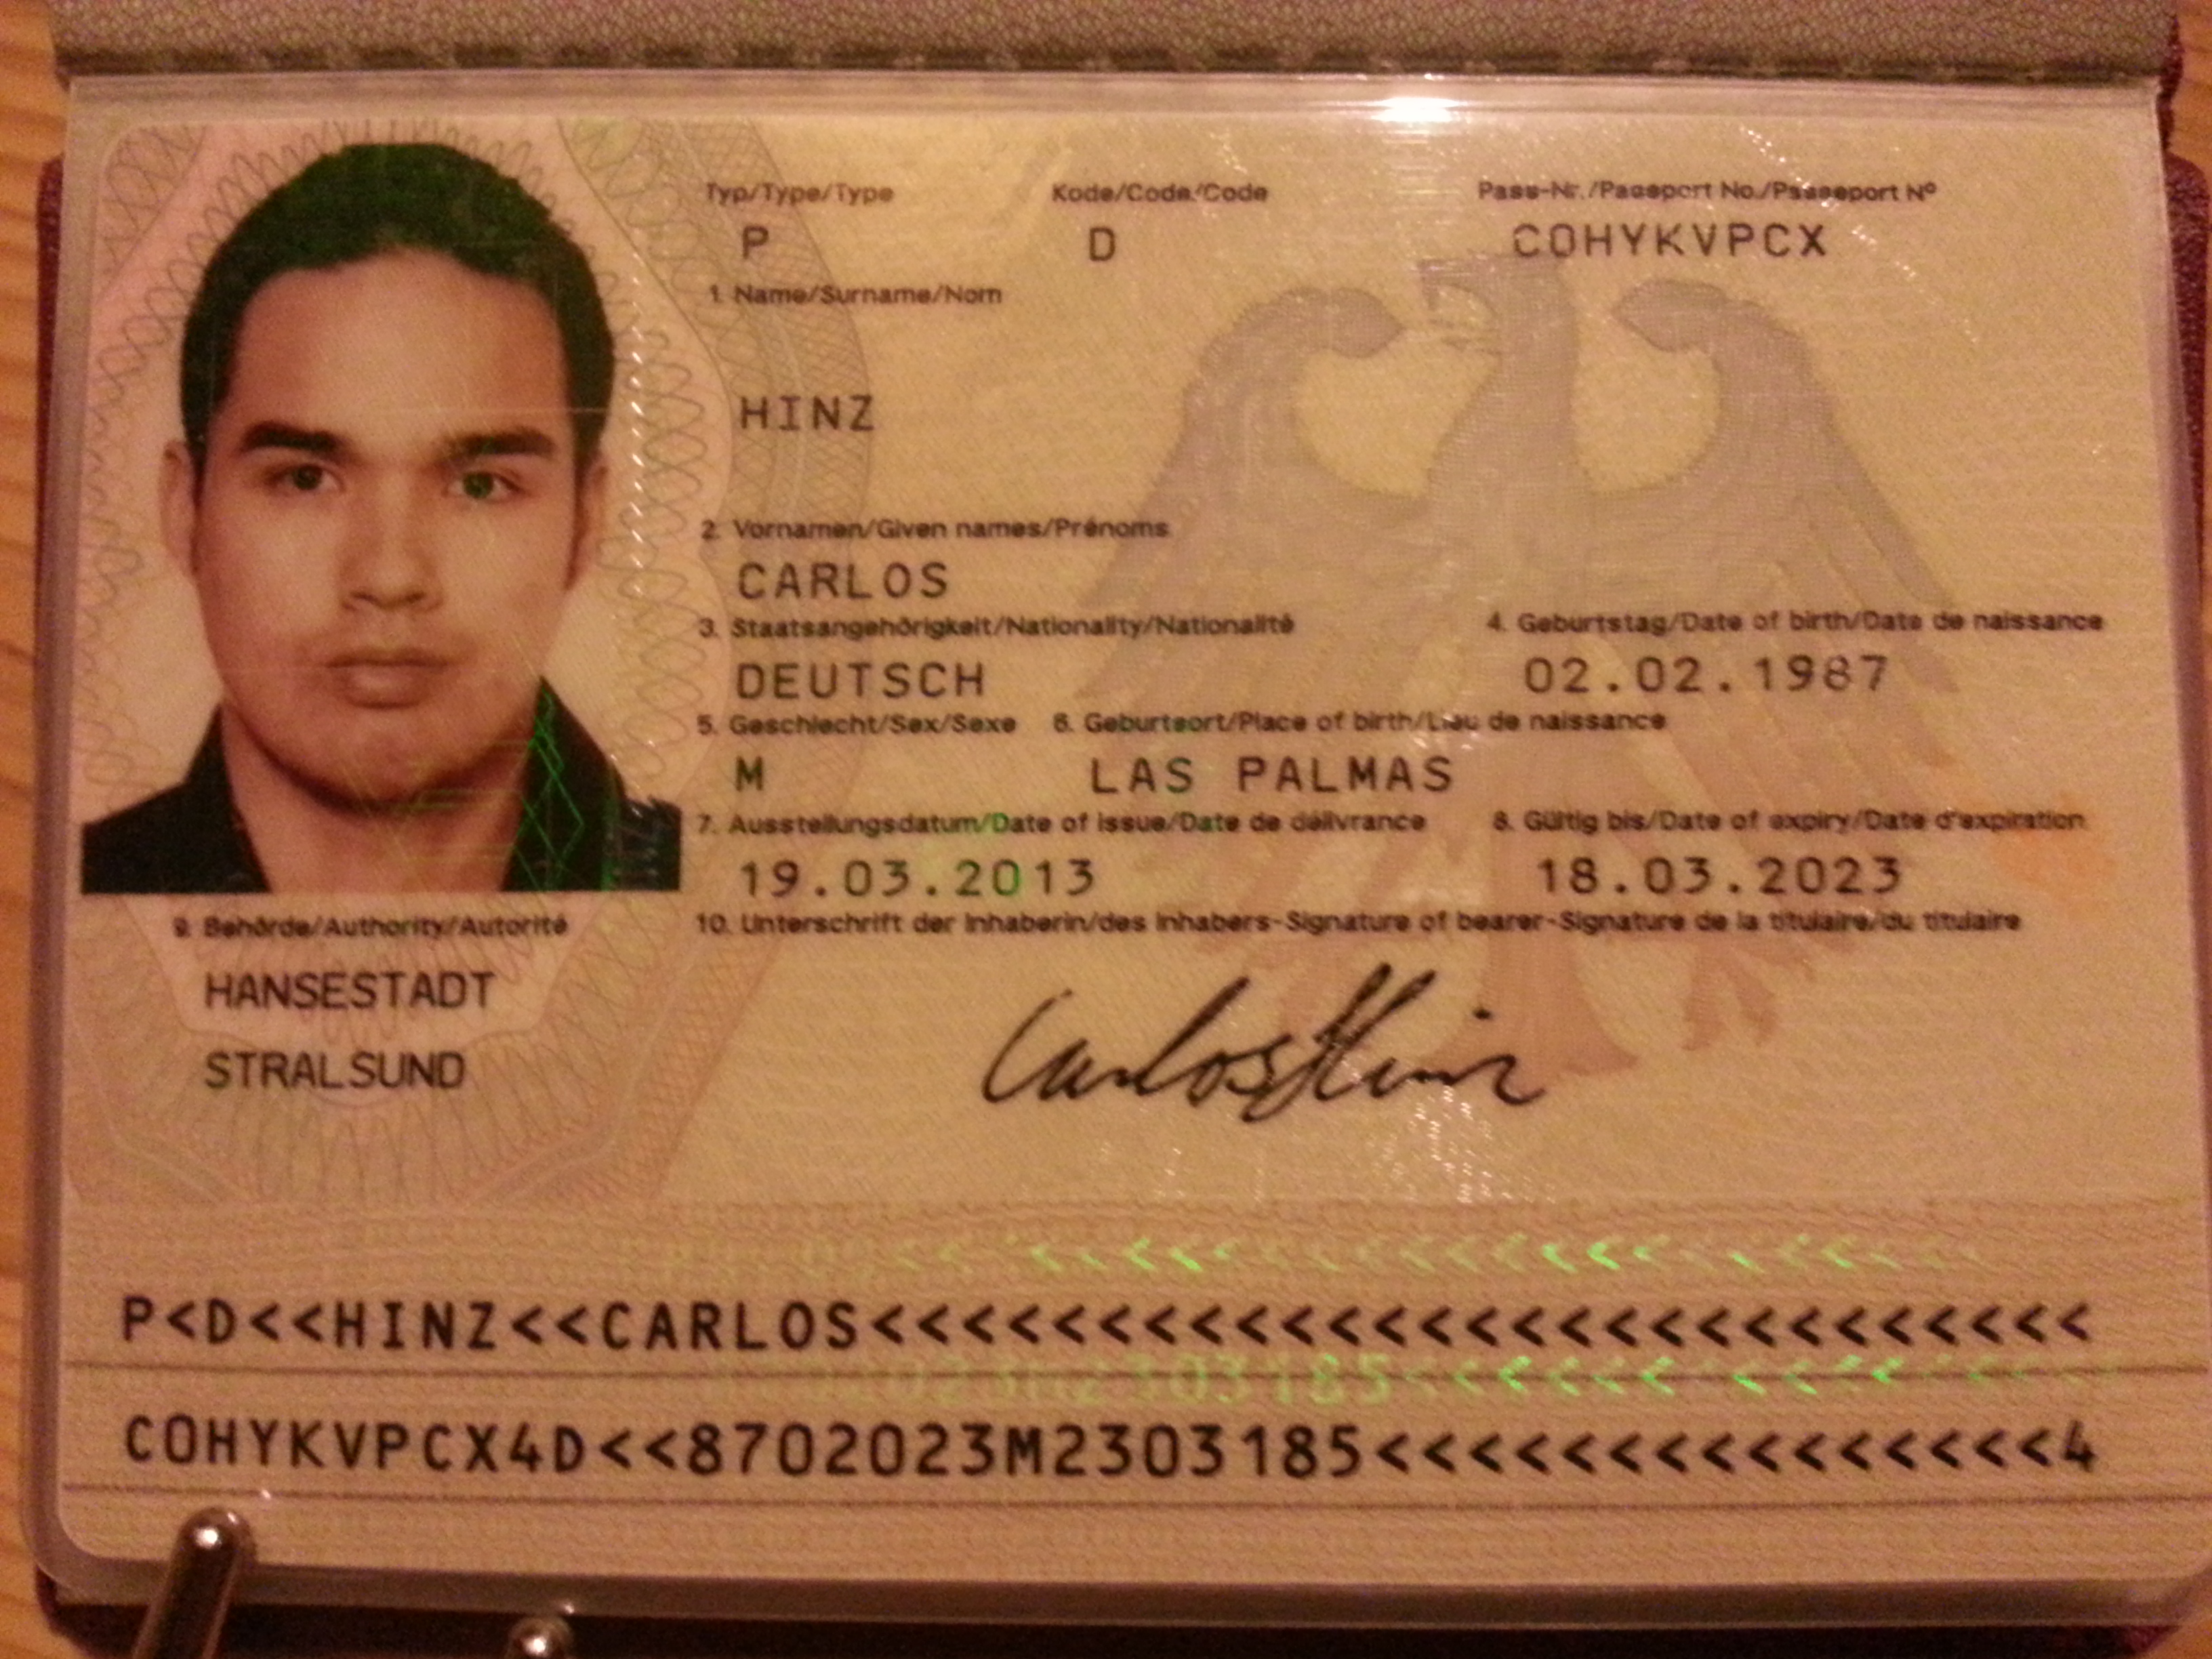 Typ/Type/Type Kode/Code/Code Pass-Nr./Passport No./Passeport Nº
P D C0HYKVPCX
1. Name/Surname/Nom
HINZ
2. Vornamen/Given names/Prénoms
CARLOS
3. Staatsangehörigkeit/Nationality/Nationalité 4. Geburtstag/Date of birth/Date de naissance
DEUTSCH 02.02.1987
5. Geschlecht/Sex/Sexe 6. Geburtsort/Place of birth/Lieu de naissance
M LAS PALMAS
7. Ausstellungsdatum/Date of issue/Date de délivrance 8. Gültig bis/Date of expiry/Date d'expiration
19.03.2013 18.03.2023
9. Behörde/Authority/Autorité 10. Unterschrift der Inhaberin/des Inhabers-Signature of bearer-Signature de la titulaire/du titulaire
HANSESTADT
STRALSUND
Carlos Hinz
P<D<<HINZ<<CARLOS<<<<<<<<<<<<<<<<<<<<<<<<<<<
C0HYKVPCX4D<<8702023M2303185<<<<<<<<<<<<<<<4